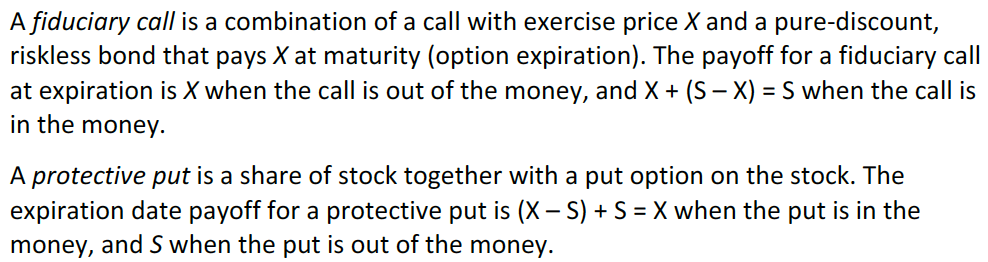 A fiduciary call is a combination of a call with exercise price X and a pure-discount,
riskless bond that pays X at maturity (option expiration). The payoff for a fiduciary call
at expiration is X when the call is out of the money, and X + (S – X) = S when the call is
in the money.
A protective put is a share of stock together with a put option on the stock. The
expiration date payoff for a protective put is (X – S) + S = X when the put is in the
money, and S when the put is out of the money.